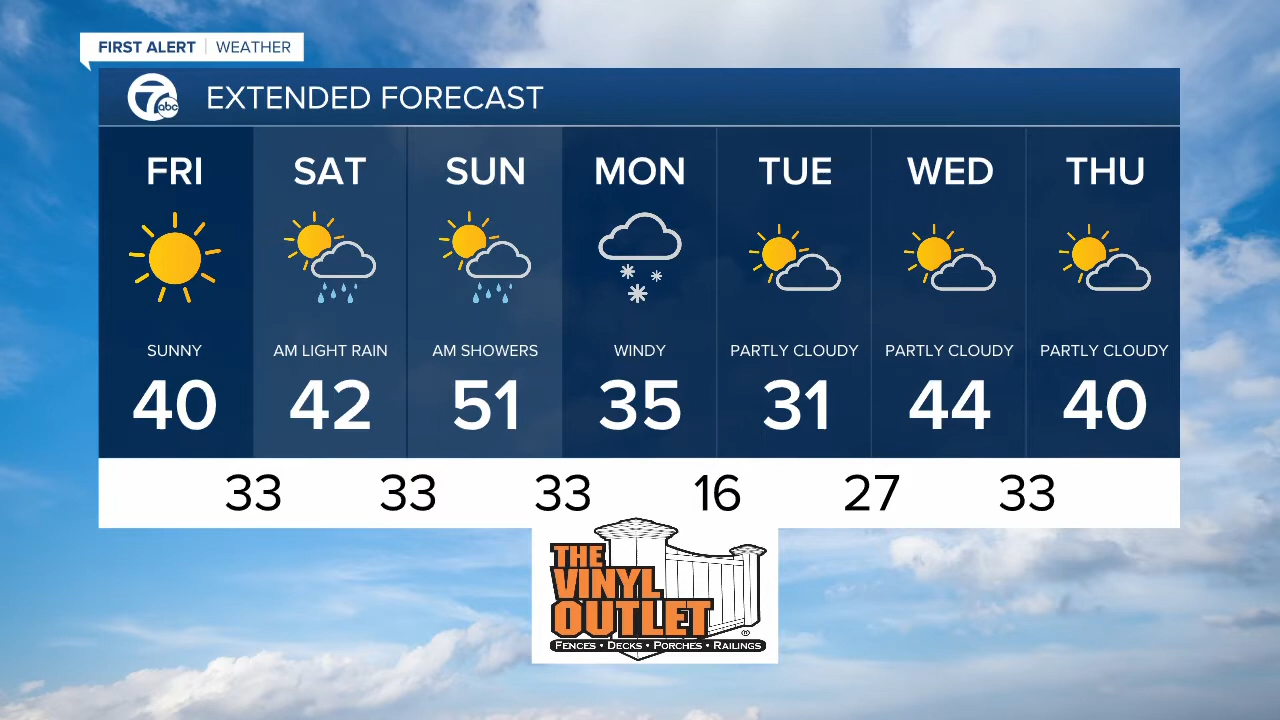 FIRST ALERT | WEATHER
7 abc EXTENDED FORECAST
FRI SAT SUN MON TUE WED THU
SUNNY AM LIGHT RAIN AM SHOWERS WINDY PARTLY CLOUDY PARTLY CLOUDY PARTLY CLOUDY
40 42 51 35 31 44 40
33 33 33 16 27 33
THE
VINYL
OUTLET ®
FENCES • DECKS • PORCHES • RAILINGS